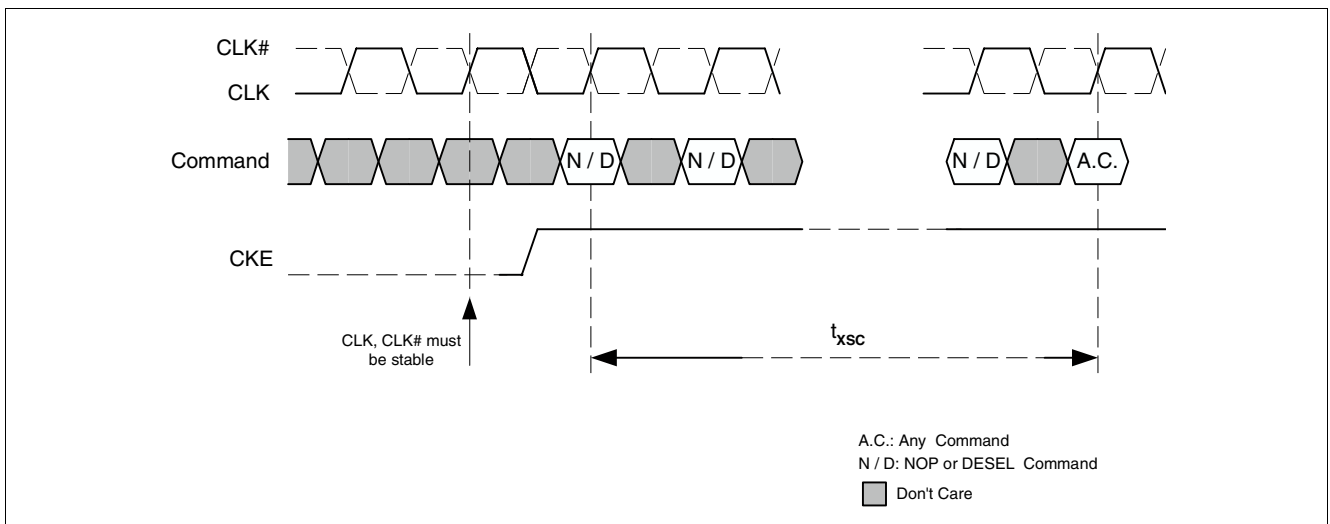 CLK#
CLK
Command
N / D
N / D
N / D
A.C.
CKE
CLK, CLK# must
be stable
tXSC
A.C.: Any Command
N / D: NOP or DESEL Command
Don't Care